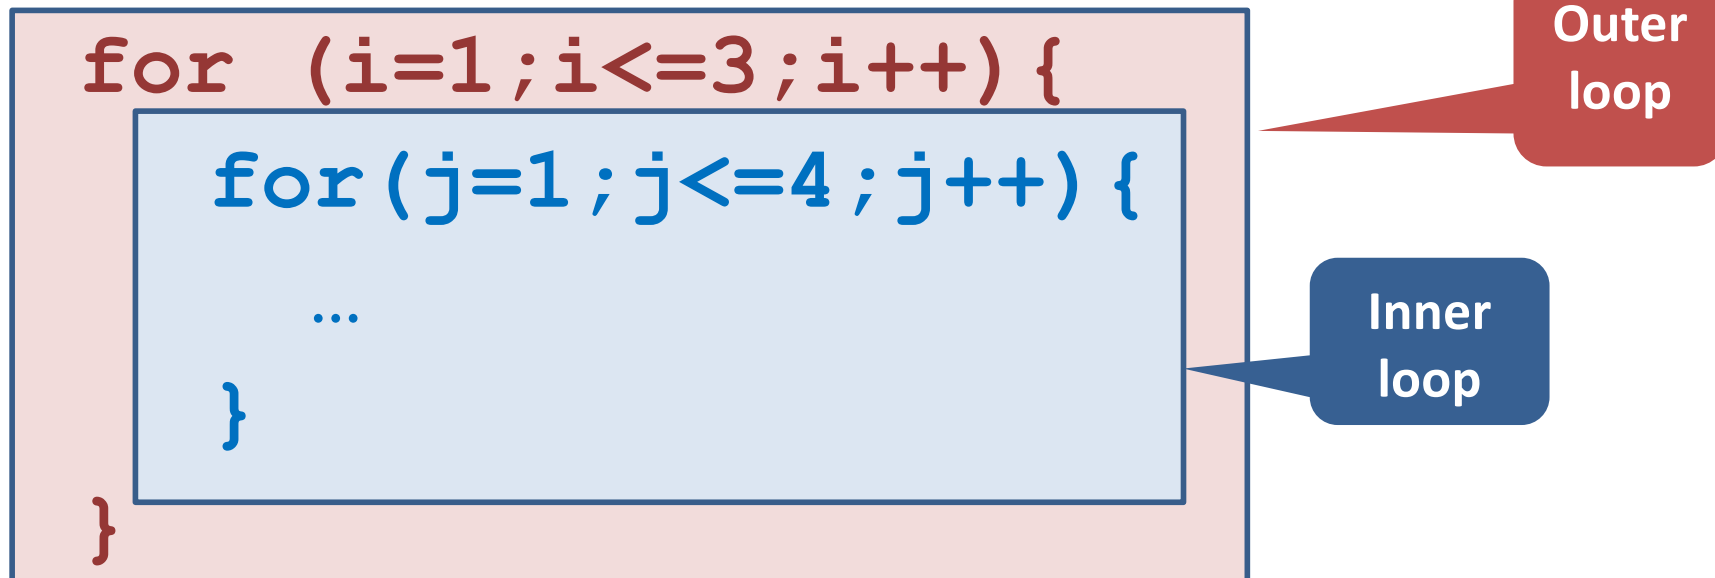 for (i=1;i<=3;i++){
for(j=1;j<=4;j++){
...
}
}
Outer
loop
Inner
loop